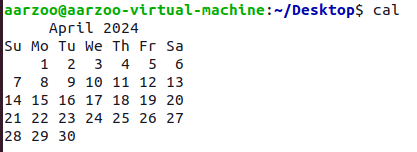 aarzoo@aarzoo-virtual-machine:~/Desktop$ cal
     April 2024
Su Mo Tu We Th Fr Sa
    1  2  3  4  5  6
 7  8  9 10 11 12 13
14 15 16 17 18 19 20
21 22 23 24 25 26 27
28 29 30